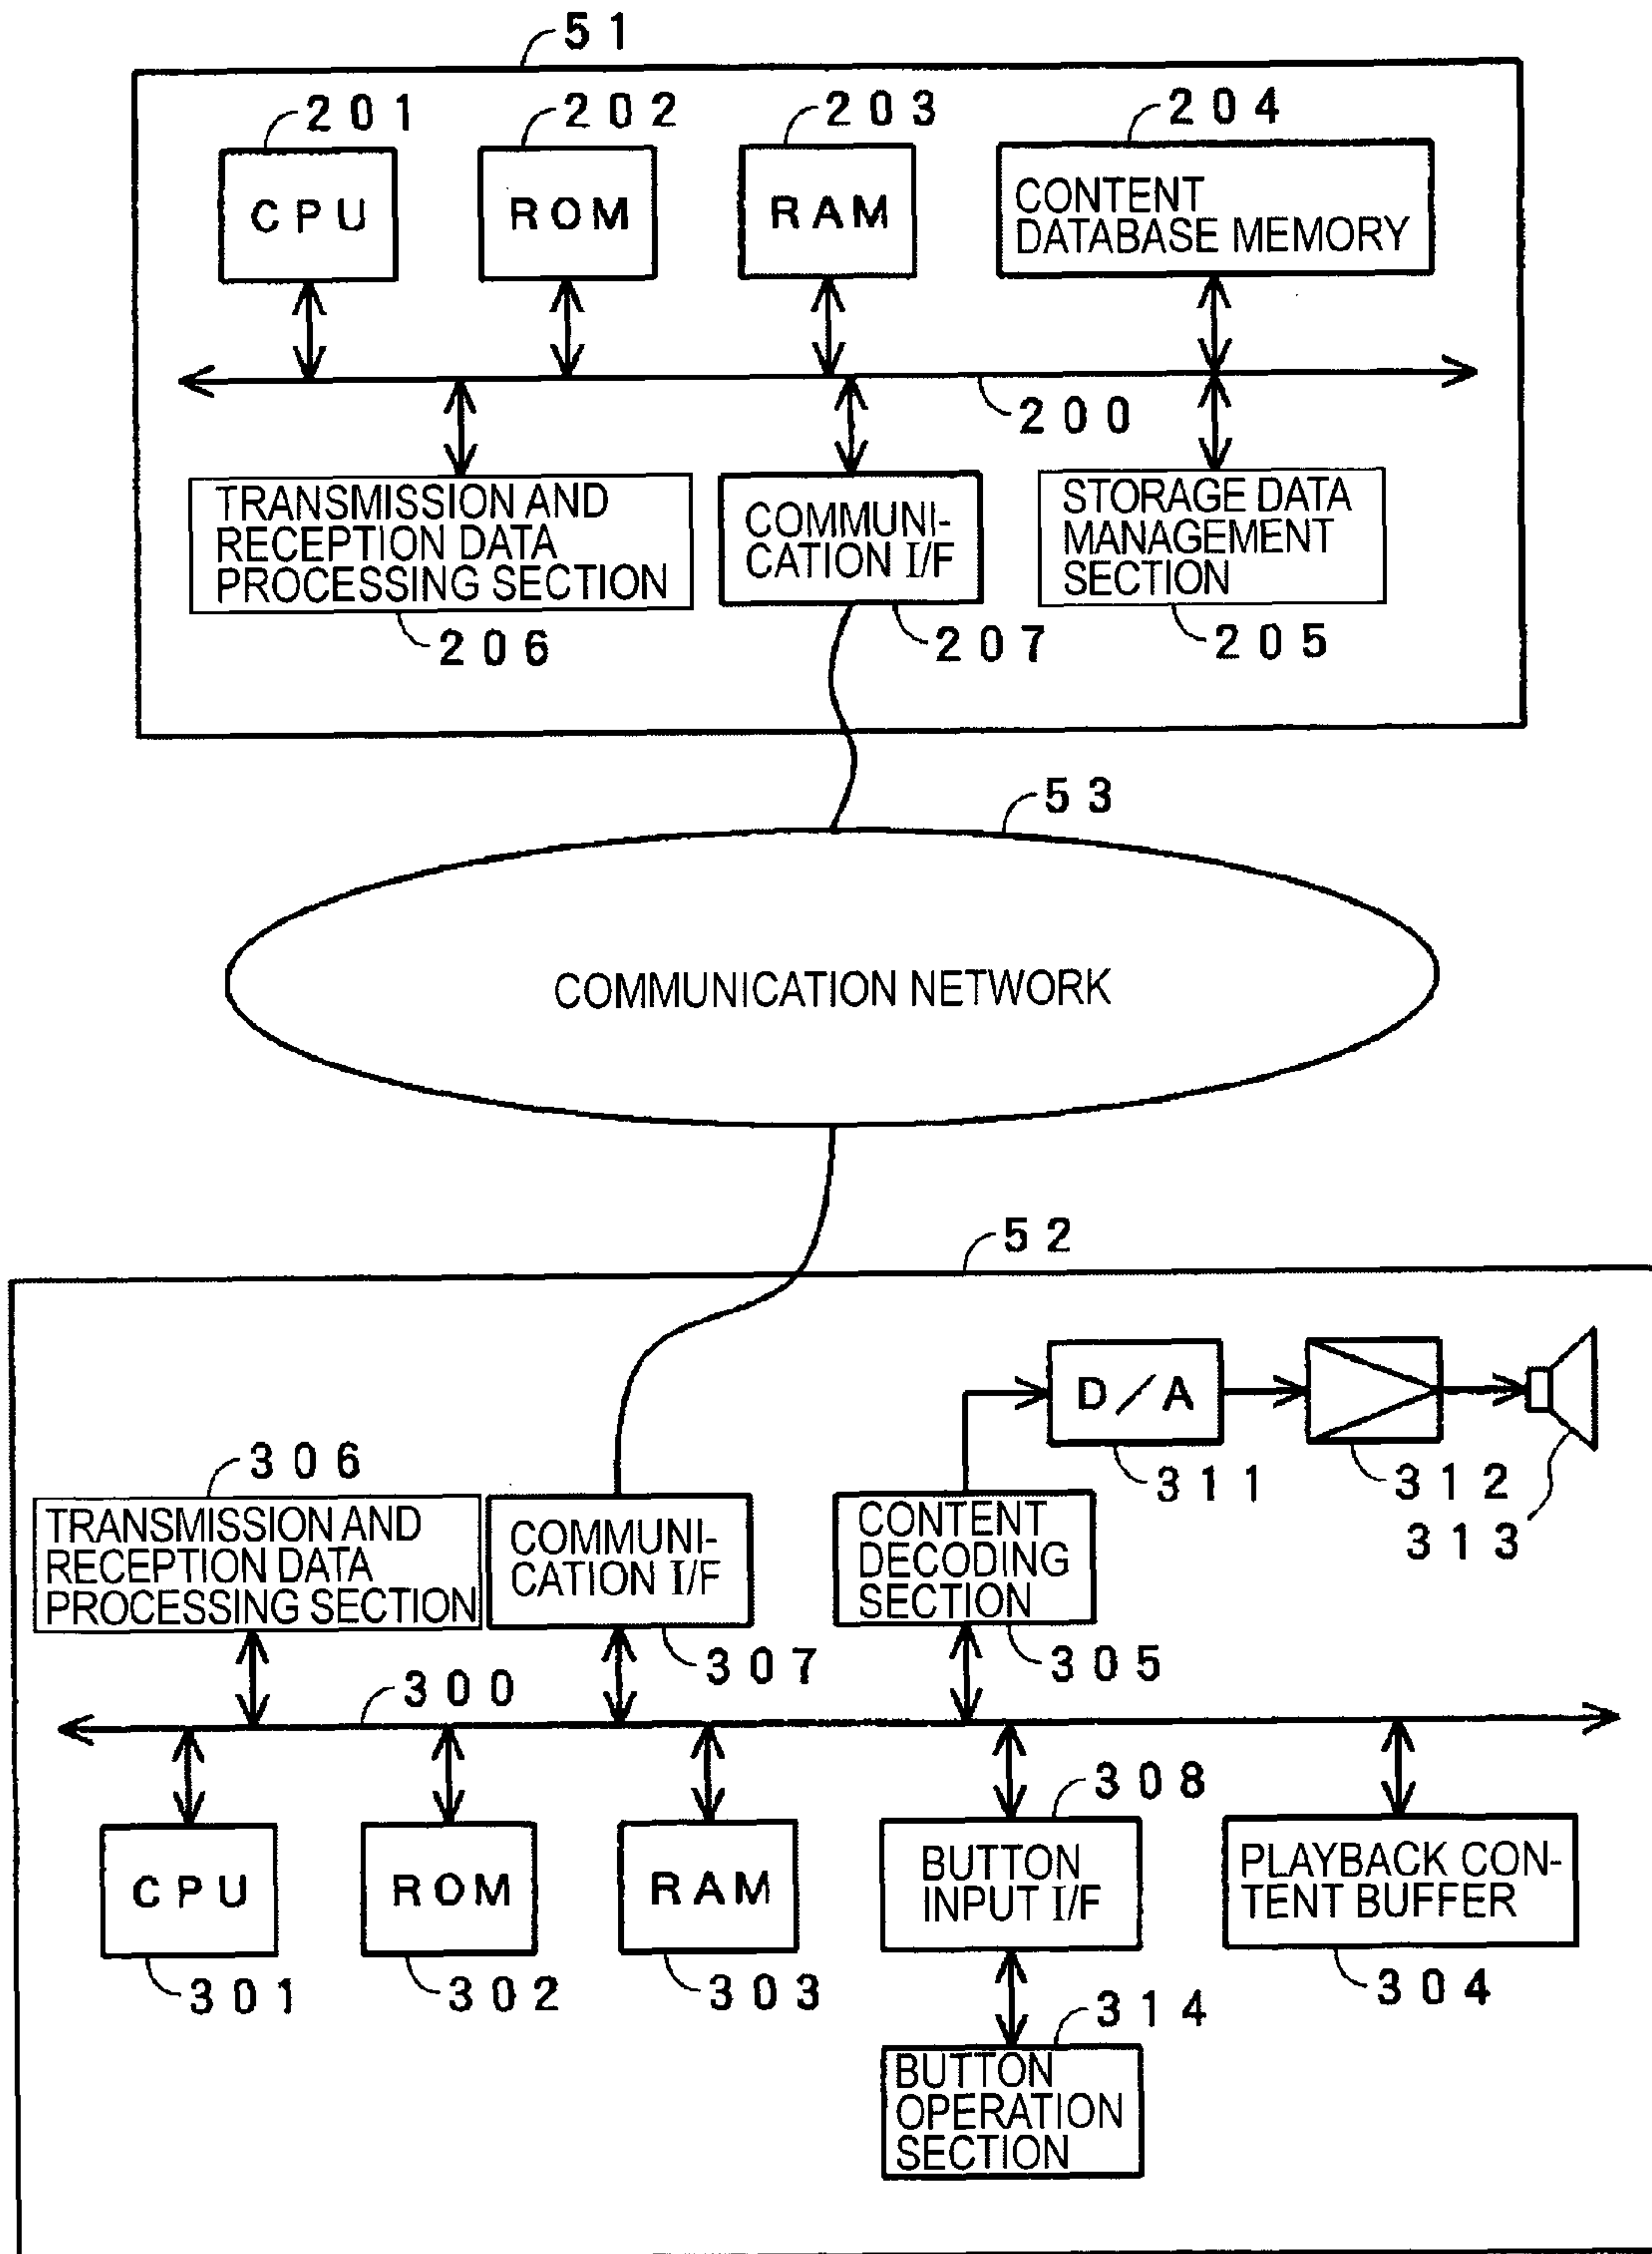 51
201
202
203
204
CPU
ROM
RAM
CONTENT
DATABASE MEMORY
200
TRANSMISSION AND
RECEPTION DATA
PROCESSING SECTION
206
COMMUNI-
CATION I/F
207
STORAGE DATA
MANAGEMENT
SECTION
205
53
COMMUNICATION NETWORK
52
D/A
311
312
313
306
TRANSMISSION AND
RECEPTION DATA
PROCESSING SECTION
COMMUNI-
CATION I/F
307
CONTENT
DECODING
SECTION
305
300
308
CPU
301
ROM
302
RAM
303
BUTTON
INPUT I/F
PLAYBACK CON-
TENT BUFFER
304
314
BUTTON
OPERATION
SECTION